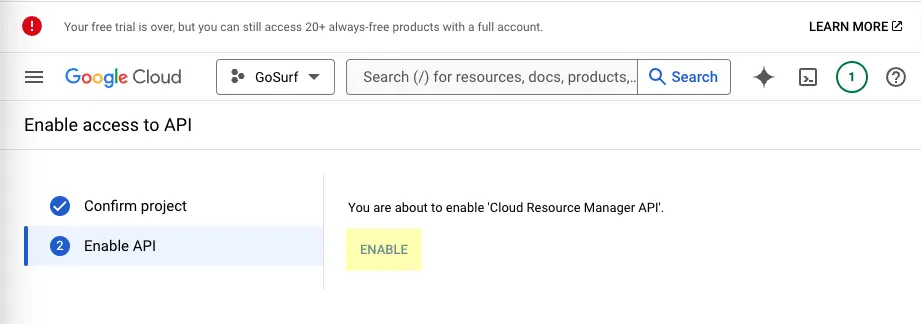 Your free trial is over, but you can still access 20+ always-free products with a full account.
LEARN MORE
Google Cloud
GoSurf
Search (/) for resources, docs, products,..
Search
1
Enable access to API
Confirm project
You are about to enable 'Cloud Resource Manager API'.
2
Enable API
ENABLE